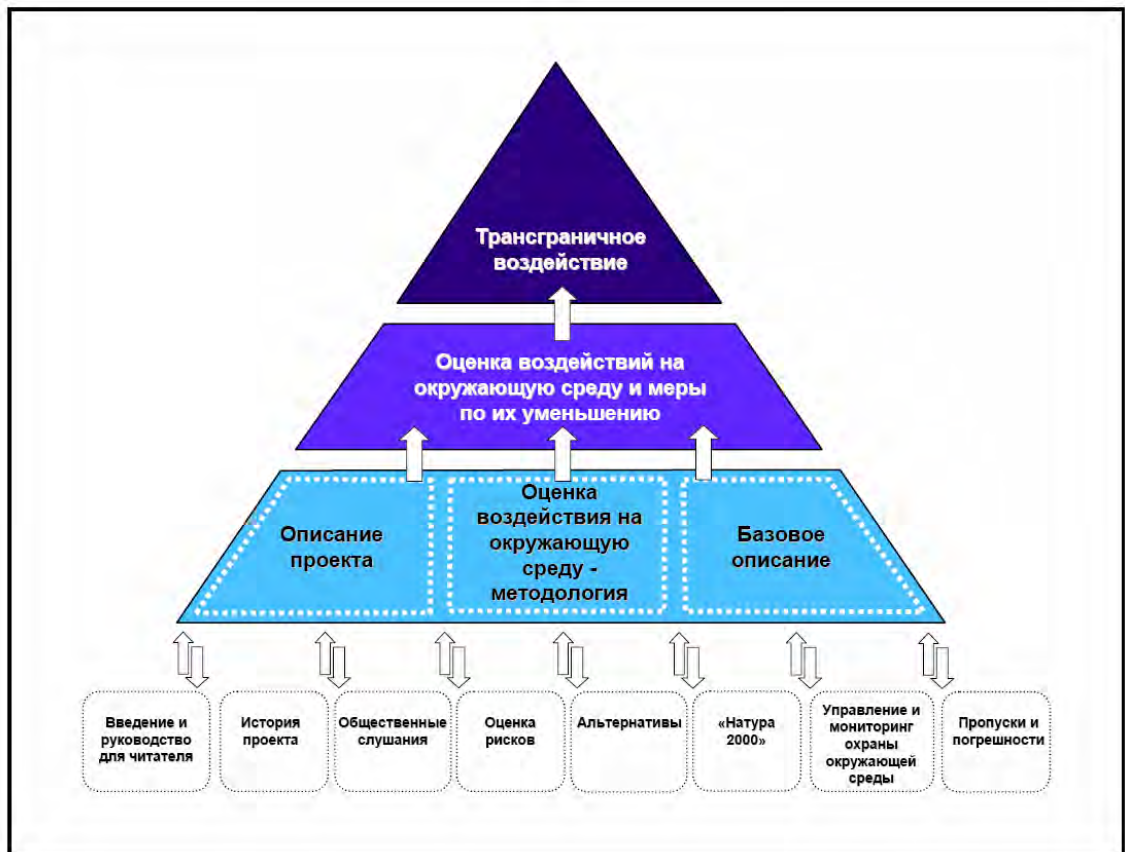 Трансграничное
воздействие
Оценка воздействий на
окружающую среду и меры
по их уменьшению
Описание
проекта
Оценка
воздействия на
окружающую
среду -
методология
Базовое
описание
Введение и
руководство
для читателя
История
проекта
Общественные
слушания
Оценка
рисков
Альтернативы
«Натура
2000»
Управление и
мониторинг
охраны
окружающей
среды
Пропуски и
погрешности